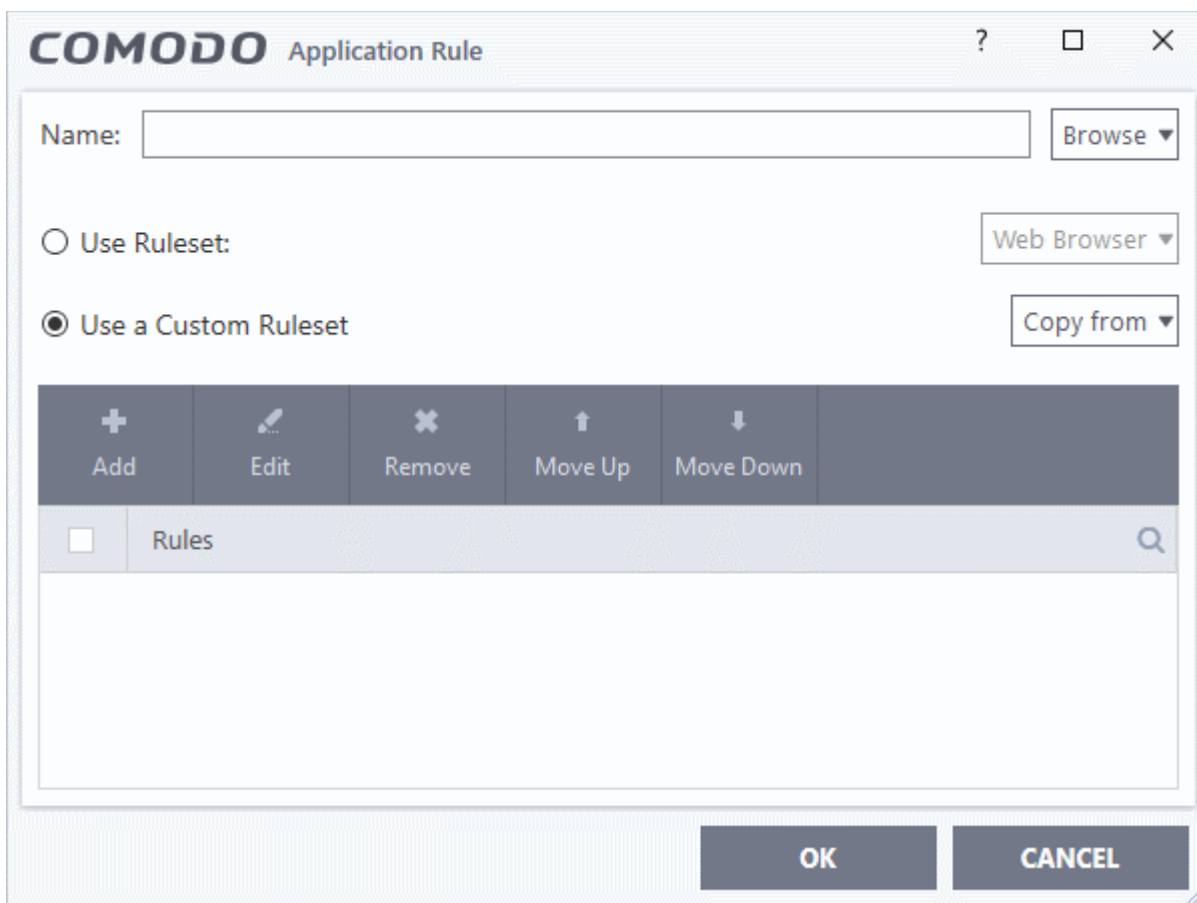 COMODO Application Rule ?
Name: Browse
Use Ruleset: Web Browser
Use a Custom Ruleset Copy from
Add Edit Remove Move Up Move Down
Rules
OK CANCEL